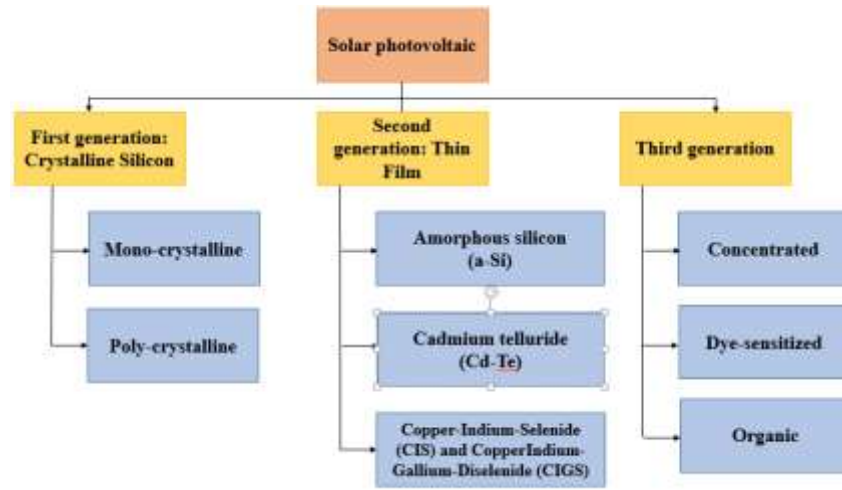 Solar photovoltaic
First generation:
Crystalline Silicon
Second
generation: Thin
Film
Third generation
Mono-crystalline
Poly-crystalline
Amorphous silicon
(a-Si)
Cadmium telluride
(Cd-Te)
Copper-Indium-Selenide
(CIS) and CopperIndium-
Gallium-Diselenide (CIGS)
Concentrated
Dye-sensitized
Organic